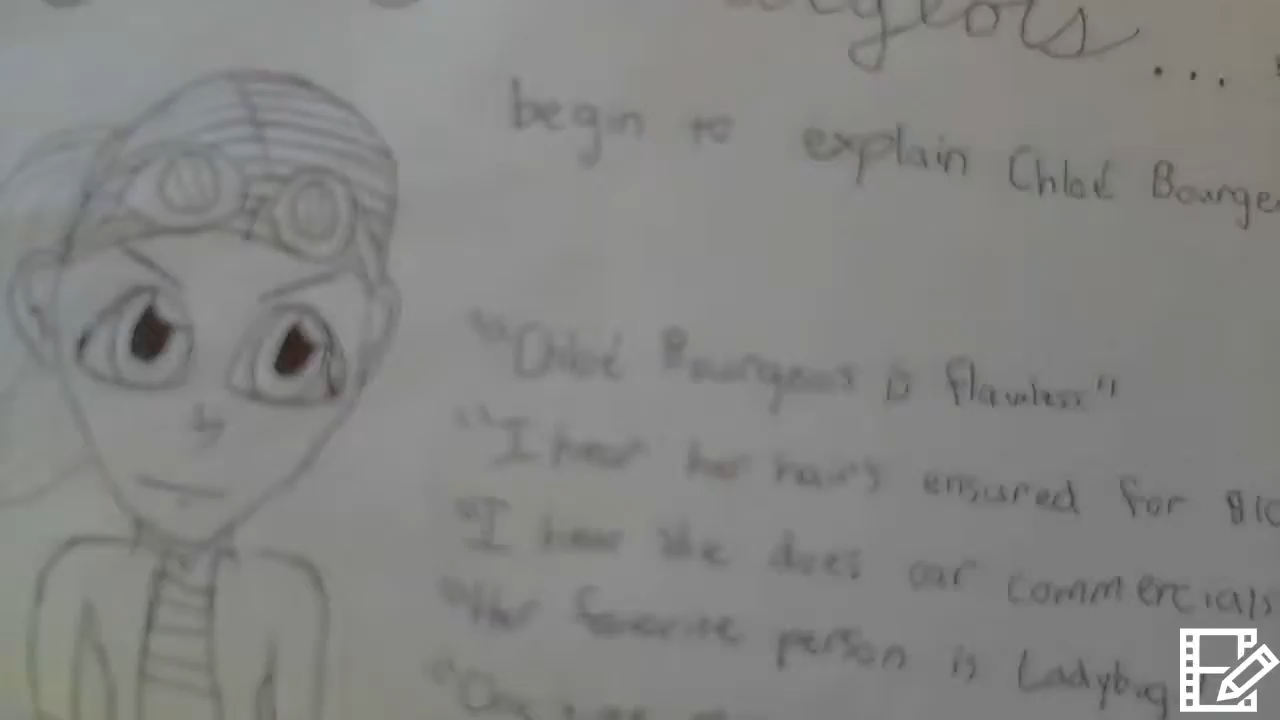 ...
begin to explain Chloé Bourge
"Chloé Bourgeois is flawless"
"I hear her hair's ensured for $10
"I hear she does car commercials
"Her favorite person is Ladybug